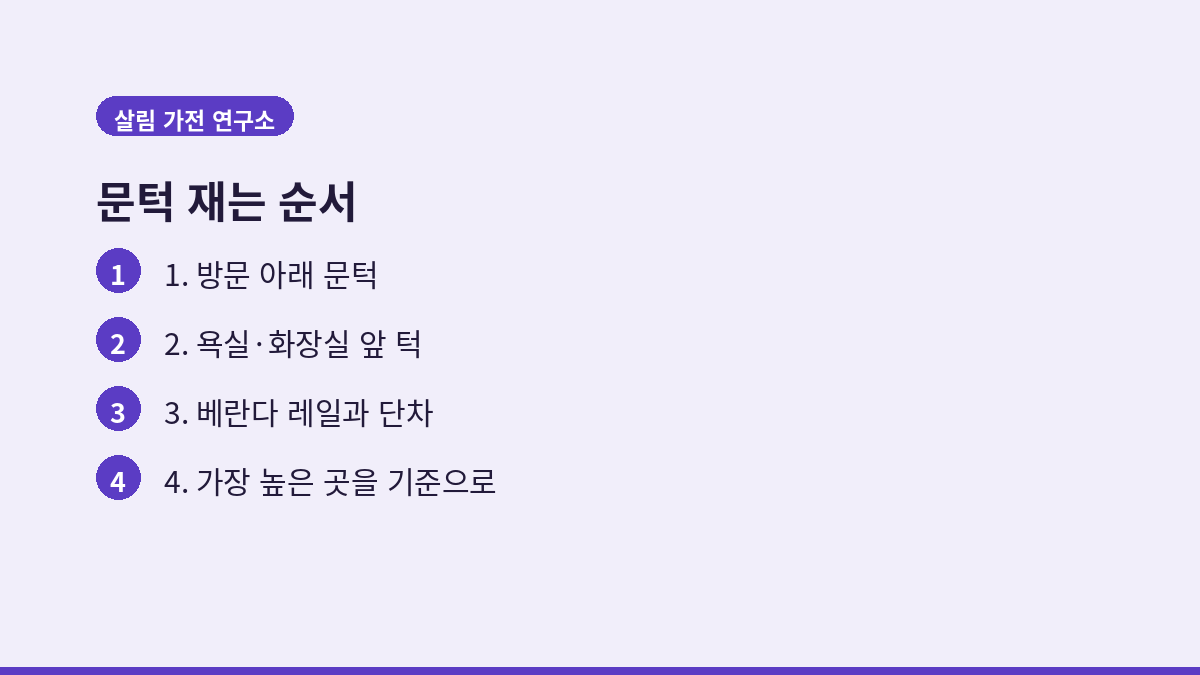 살림 가전 연구소
문턱 재는 순서
1 1. 방문 아래 문턱
2 2. 욕실·화장실 앞 턱
3 3. 베란다 레일과 단차
4 4. 가장 높은 곳을 기준으로